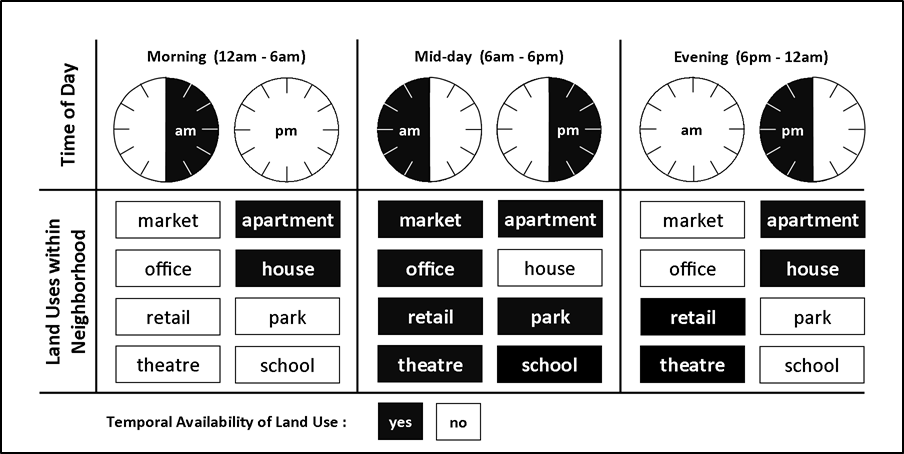 Time of Day
Morning (12am - 6am)
am
pm
Mid-day (6am - 6pm)
am
pm
Evening (6pm - 12am)
am
pm
Land Uses within
Neighborhood
market apartment
office house
retail park
theatre school
market apartment
office house
retail park
theatre school
market apartment
office house
retail park
theatre school
Temporal Availability of Land Use : yes no